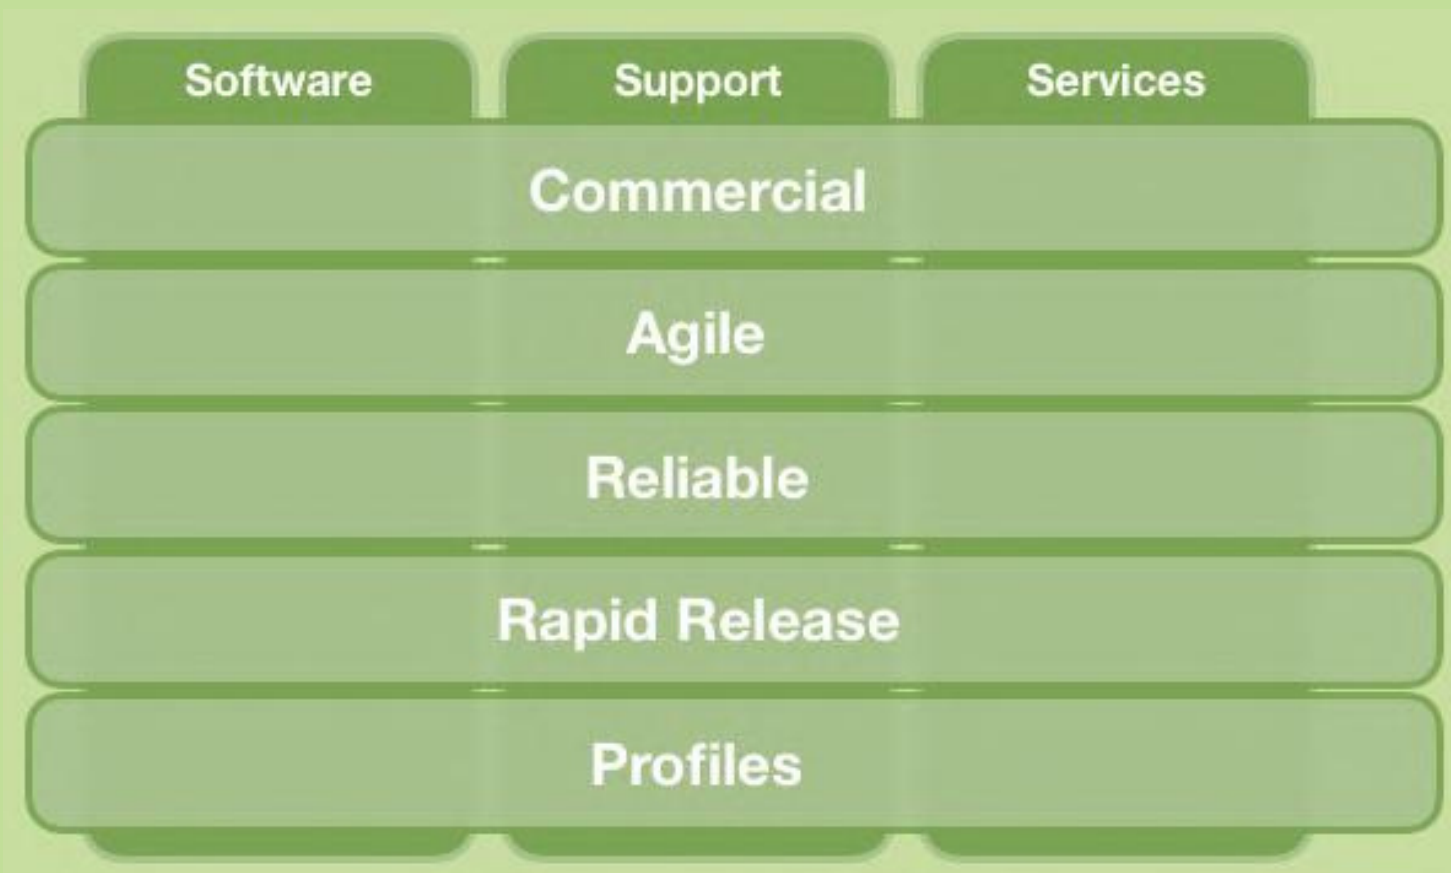 Software
Support
Services
Commercial
Agile
Reliable
Rapid Release
Profiles